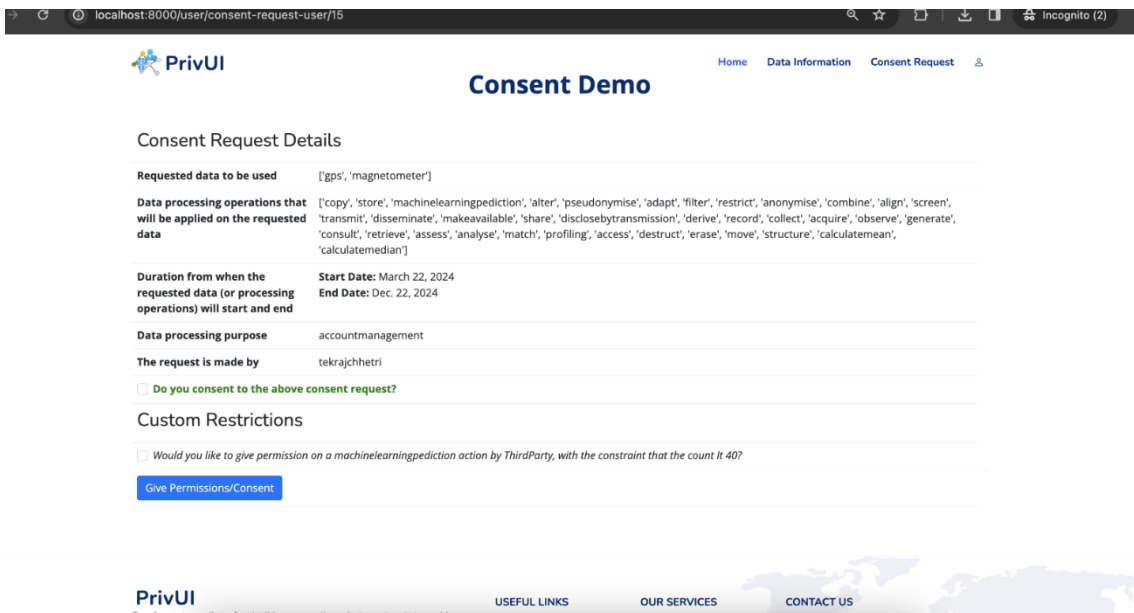 localhost:8000/user/consent-request-user/15
Incognito (2)
PrivUI
Home Data Information Consent Request
Consent Demo
Consent Request Details
Requested data to be used ['gps', 'magnetometer']
Data processing operations that ['copy', 'store', 'machinelearningpediction', 'alter', 'pseudonymise', 'adapt', 'filter', 'restrict', 'anonymise', 'combine', 'align', 'screen',
will be applied on the requested 'transmit', 'disseminate', 'makeavailable', 'share', 'disclosebytransmission', 'derive', 'record', 'collect', 'acquire', 'observe', 'generate',
data 'consult', 'retrieve', 'assess', 'analyse', 'match', 'profiling', 'access', 'destruct', 'erase', 'move', 'structure', 'calculatemean',
'calculatemedian']
Duration from when the Start Date: March 22, 2024
requested data (or processing End Date: Dec. 22, 2024
operations) will start and end
Data processing purpose accountmanagement
The request is made by tekrajchhetri
Do you consent to the above consent request?
Custom Restrictions
Would you like to give permission on a machinelearningpediction action by ThirdParty, with the constraint that the count lt 40?
Give Permissions/Consent
PrivUI
USEFUL LINKS OUR SERVICES CONTACT US